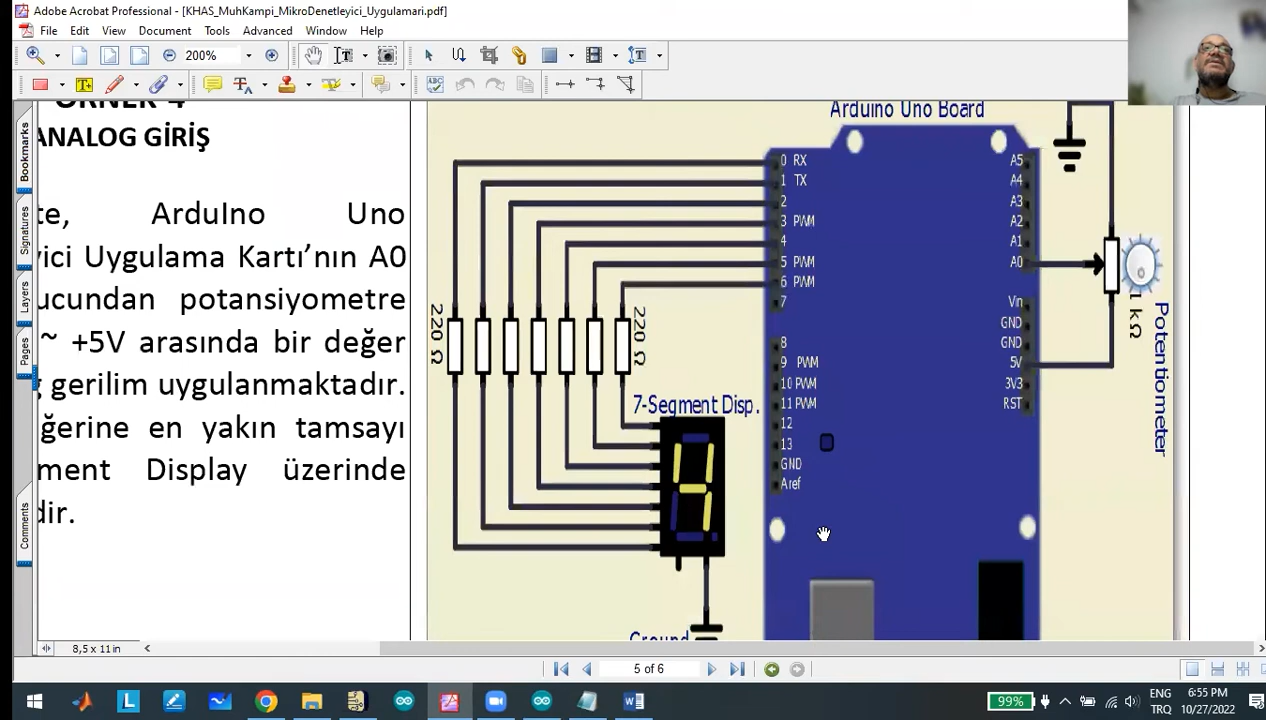 Adobe Acrobat Professional - [KHAS_MuhKampi_MikroDenetleyici_Uygulamari.pdf]
File Edit View Document Tools Advanced Window Help
200%
Bookmarks
Signatures
Layers
Pages
Comments
ÖRNEK 4
ANALOG GİRİŞ
te, ArduIno Uno
yici Uygulama Kartı’nın A0
ucundan potansiyometre
~ +5V arasında bir değer
gerilim uygulanmaktadır.
ğerine en yakın tamsayı
ment Display üzerinde
dir.
Arduino Uno Board
0 RX
1 TX
2
3 PWM
4
5 PWM
6 PWM
7
8
9 PWM
10 PWM
11 PWM
12
13
GND
Aref
A5
A4
A3
A2
A1
A0
Vin
GND
GND
5V
3V3
RST
220 Ω
220 Ω
7-Segment Disp.
Ground
1 kΩ
Potentiometer
8,5 x 11 in
5 of 6
99%
ENG
TRQ
6:55 PM
10/27/2022